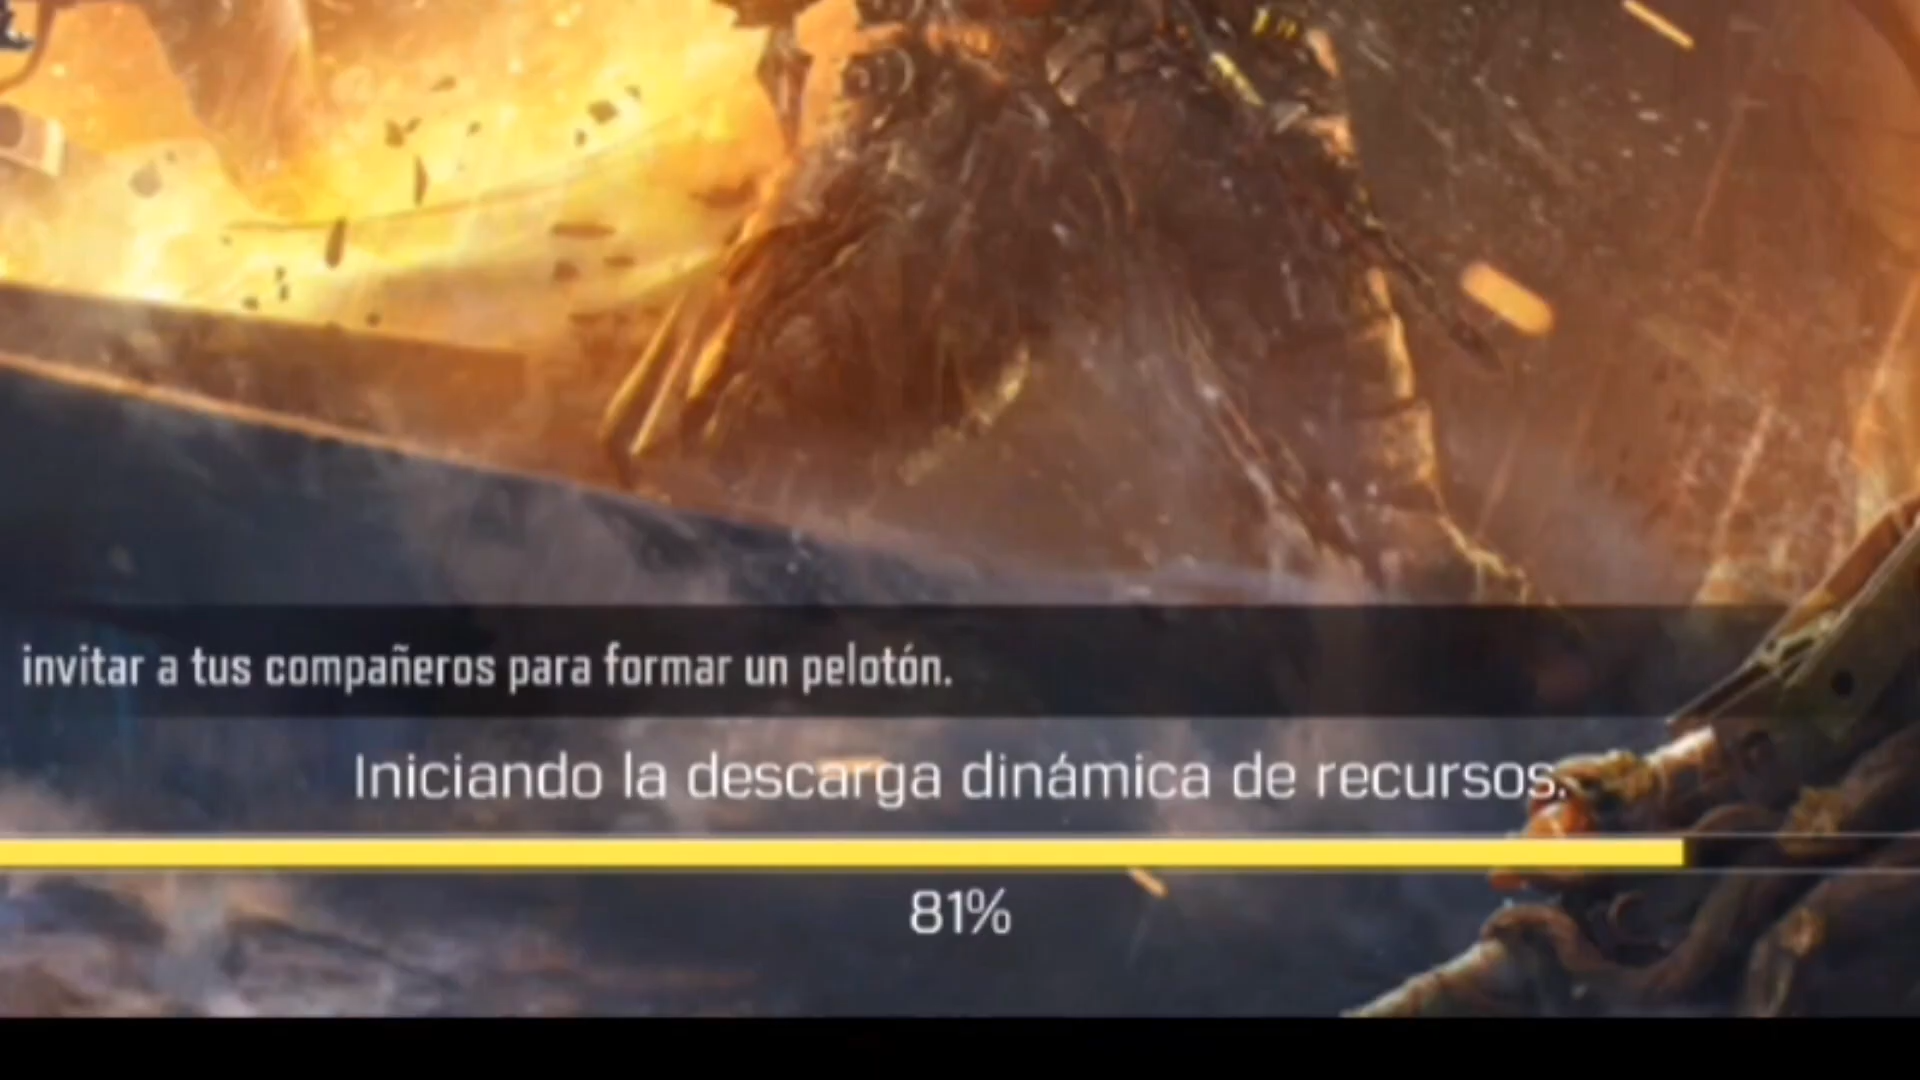 invitar a tus compañeros para formar un pelotón.
Iniciando la descarga dinámica de recursos.
81%